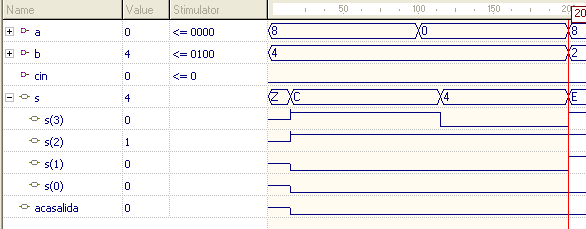 Name Value Stimulator 50 100 150 20
a 0 <= 0000 8 0 8
b 4 <= 0100 4 2
cin 0 <= 0
s 4 Z C 4 E
s(3) 0
s(2) 1
s(1) 0
s(0) 0
acasalida 0